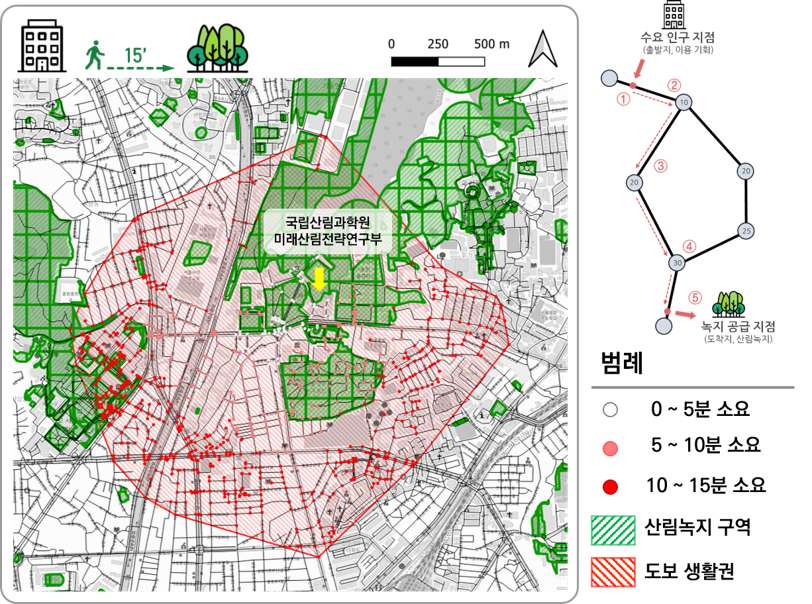 15'
0 250 500 m
국립산림과학원
미래산림전략연구부
수요 인구 지점
(출발지, 이용 기회)
① ②
10
③
20 20
25
④
30
⑤
녹지 공급 지점
(도착지, 산림녹지)
범례
0 ~ 5분 소요
5 ~ 10분 소요
10 ~ 15분 소요
산림녹지 구역
도보 생활권